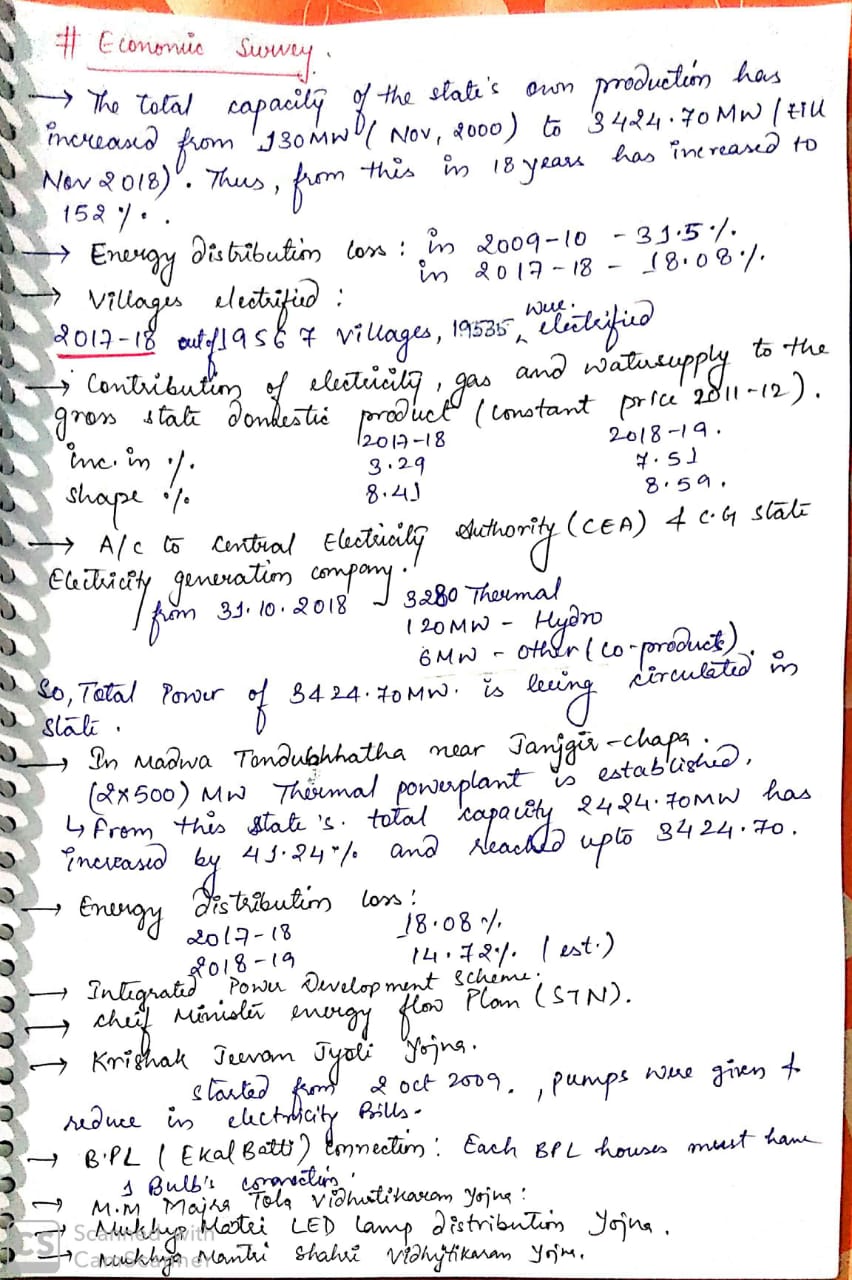 # Economic Survey.
→ The total capacity of the state's own production has
increased from 130MW (Nov, 2000) to 3424.70MW (till
Nov 2018). Thus, from this in 18 years has increased to
152%.
→ Energy distribution loss: in 2009-10 - 31.5%.
in 2017-18 - 18.08%.
→ Villages electrified:
2017-18 out of 19567 villages, 19535 were electrified
→ Contribution of electricity, gas and watersupply to the
gross state domestic product (constant price 2011-12).
2017-18 2018-19.
inc. in %. 3.29 7.51
Shape % 8.41 8.59.
→ A/c to Central Electricity Authority (CEA) & C.G State
Electricity generation company.
from 31.10.2018 → 3280 Thermal
120MW - Hydro
6MW - other (co-product).
So, Total Power of 3424.70MW. is being circulated in
State.
→ In Madwa Tondubhhatha near Janjgir-chapa.
(2x500) MW Thermal powerplant is established.
↳ From this State's. total capacity 2424.70MW has
increased by 41.24% and reached upto 3424.70.
→ Energy distribution loss:
2017-18 18.08%
2018-19 14.72% (est.)
→ Integrated Power Development Scheme.
→ Cheif Minister energy flow Plan (STN).
→ Krishak Jeevam Jyoti Yojna.
started from 2 oct 2009., pumps were given &
reduce in electricity Bills-
→ B.PL (Ekal Batti) Connection: Each BPL houses must have
1 Bulb's connection.
→ M.M Majra Tola Vidhutikaram Yojna:
→ Mukhya Mantri LED lamp distribution Yojna.
→ Mukhya Mantri Shahri Vidhytikaran Yojn.
CS Scanned with
CamScanner